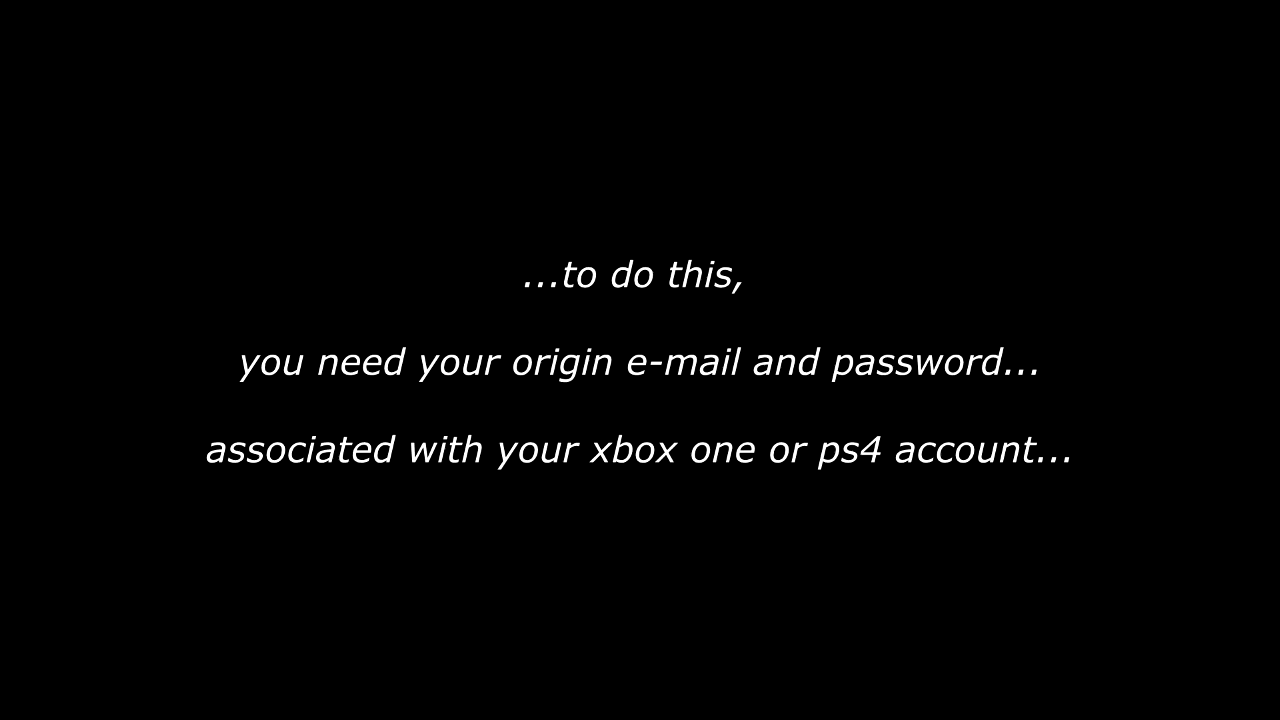 ...to do this,
you need your origin e-mail and password...
associated with your xbox one or ps4 account...